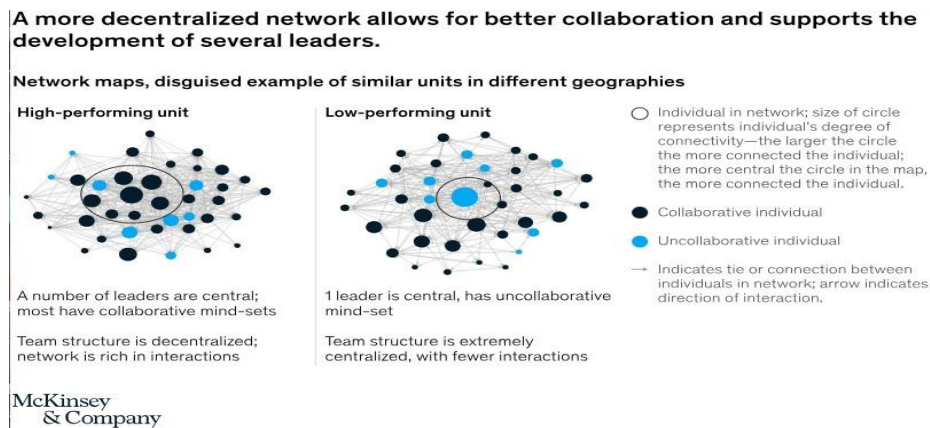 A more decentralized network allows for better collaboration and supports the
development of several leaders.
Network maps, disguised example of similar units in different geographies
High-performing unit
Low-performing unit
Individual in network; size of circle
represents individual's degree of
connectivity—the larger the circle
the more connected the individual;
the more central the circle in the map,
the more connected the individual.
Collaborative individual
Uncollaborative individual
Indicates tie or connection between
individuals in network; arrow indicates
direction of interaction.
A number of leaders are central;
most have collaborative mind-sets
Team structure is decentralized;
network is rich in interactions
1 leader is central, has uncollaborative
mind-set
Team structure is extremely
centralized, with fewer interactions
McKinsey
& Company